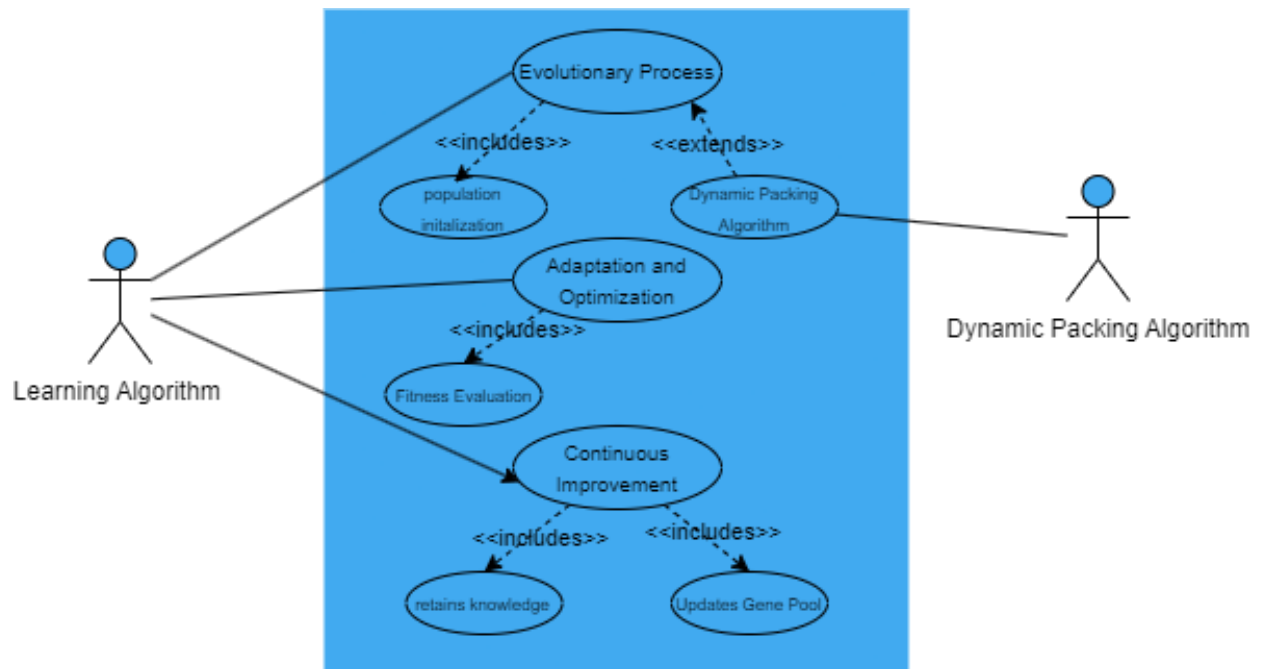 Evolutionary Process
<<includes>>
<<extends>>
population
initalization
Dynamic Packing
Algorithm
Adaptation and
Optimization
<<includes>>
Fitness Evaluation
Learning Algorithm
Dynamic Packing Algorithm
Continuous
Improvement
<<includes>>
<<includes>>
retains knowledge
Updates Gene Pool